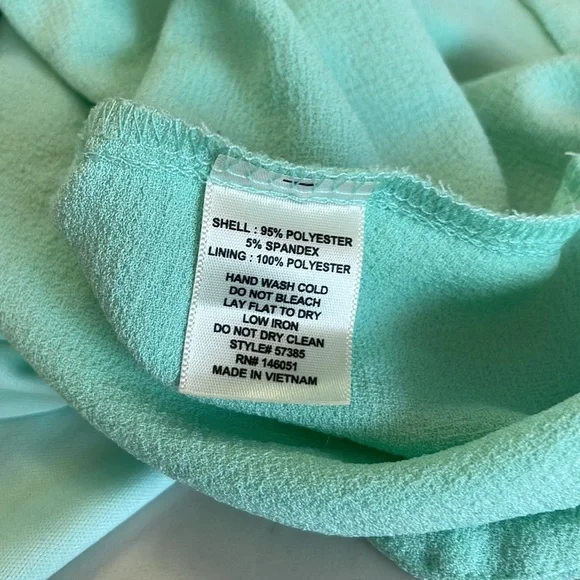 SHELL : 95% POLYESTER
5% SPANDEX
LINING : 100% POLYESTER
HAND WASH COLD
DO NOT BLEACH
LAY FLAT TO DRY
LOW IRON
DO NOT DRY CLEAN
STYLE# 57385
RN# 146051
MADE IN VIETNAM